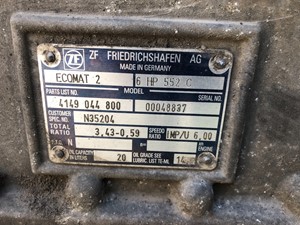 ZF FRIEDRICHSHAFEN AG
MADE IN GERMANY
ECOMAT 2 6 HP 552 C
PARTS LIST NO. MODEL SERIAL NO.
4149 044 800 00048837
CUSTOMER SPEC. NO. N35204
TOTAL RATIO 3,43-0,59 SPEEDO RATIO IMP/U 6,00
N AN ENGINE
OIL CAPACITY IN LITERS 20 OIL GRADE SEE LUBRIC. LIST TE-ML 14